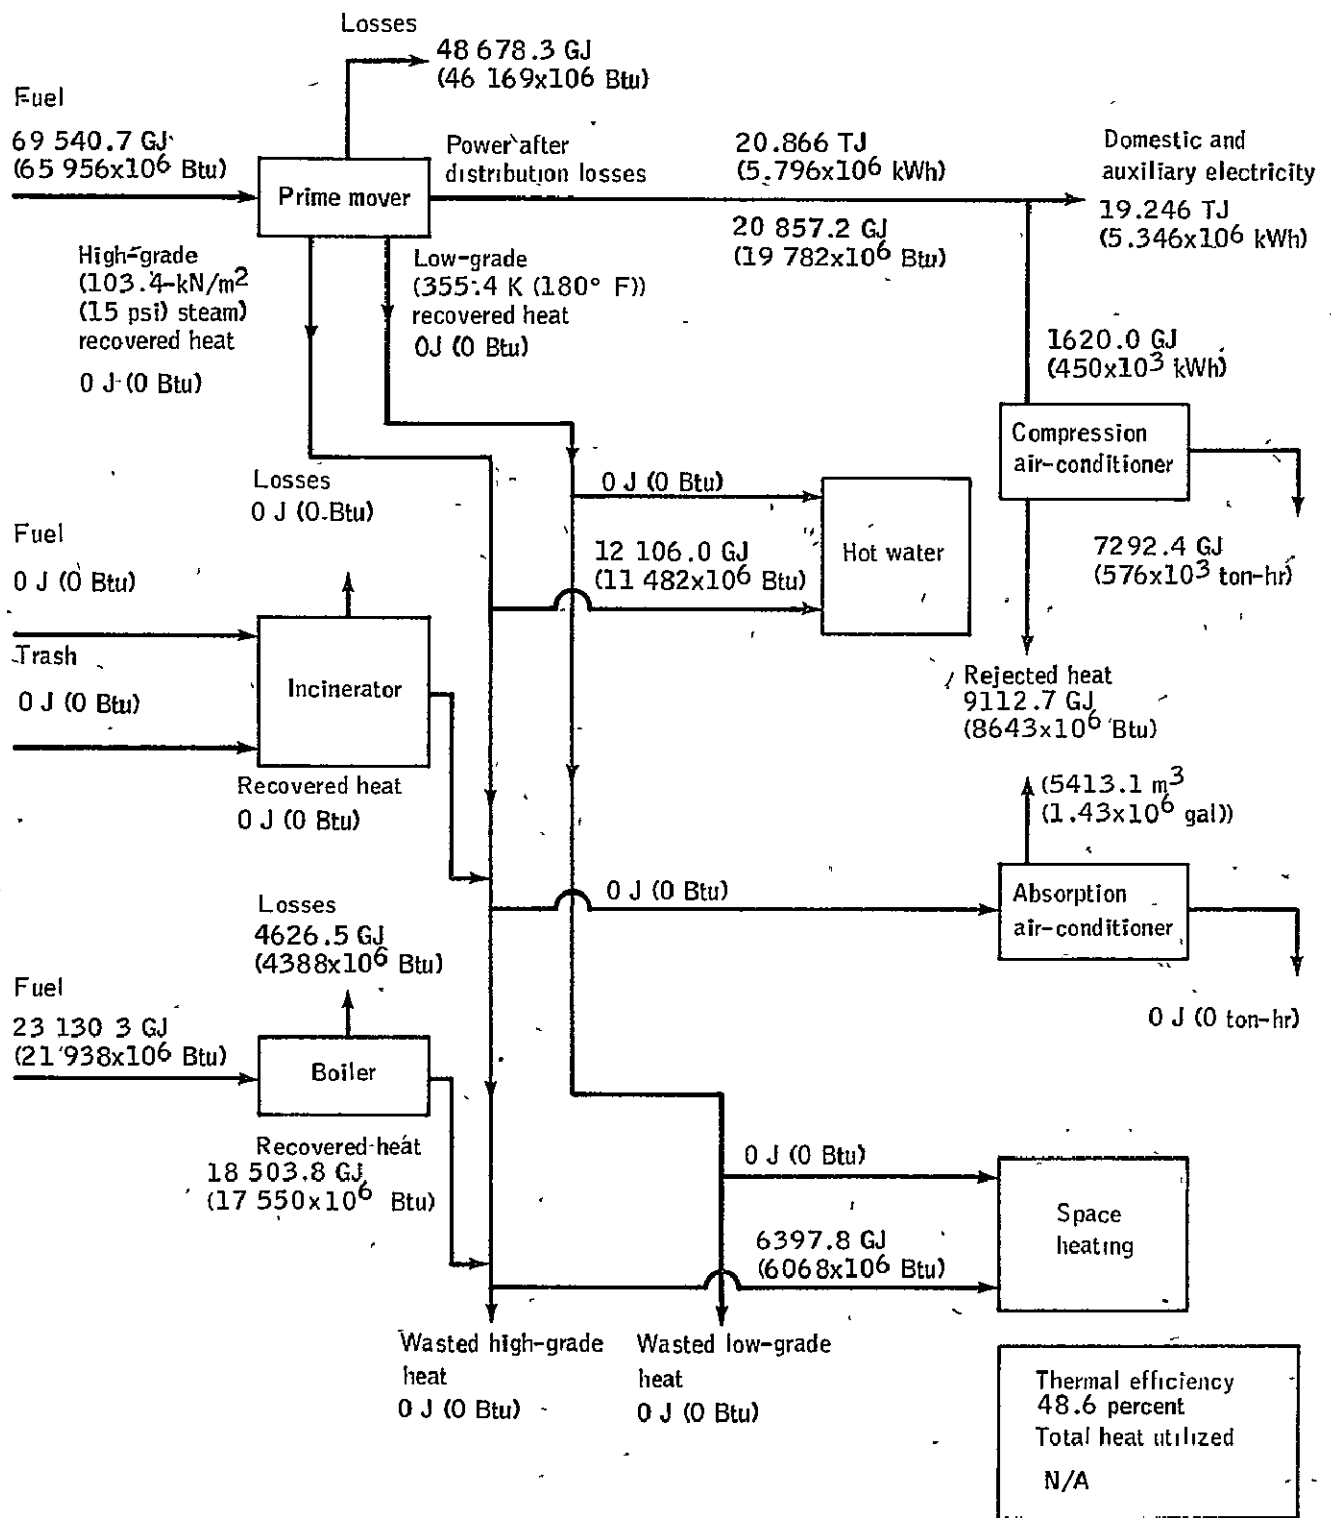 Losses
48 678.3 GJ
(46 169x10⁶ Btu)
Fuel
69 540.7 GJ
(65 956x10⁶ Btu)
Prime mover
Power after
distribution losses
20.866 TJ
(5.796x10⁶ kWh)
20 857.2 GJ
(19 782x10⁶ Btu)
Domestic and
auxiliary electricity
19.246 TJ
(5.346x10⁶ kWh)
High-grade
(103.4-kN/m²
(15 psi) steam)
recovered heat
0 J (0 Btu)
Low-grade
(355.4 K (180° F))
recovered heat
0J (0 Btu)
1620.0 GJ
(450x10³ kWh)
Compression
air-conditioner
7292.4 GJ
(576x10³ ton-hr)
Rejected heat
9112.7 GJ
(8643x10⁶ Btu)
Losses
0 J (0 Btu)
0 J (0 Btu)
12 106.0 GJ
(11 482x10⁶ Btu)
Hot water
Fuel
0 J (0 Btu)
Trash
0 J (0 Btu)
Incinerator
Recovered heat
0 J (0 Btu)
(5413.1 m³
(1.43x10⁶ gal))
0 J (0 Btu)
Absorption
air-conditioner
0 J (0 ton-hr)
Losses
4626.5 GJ
(4388x10⁶ Btu)
Fuel
23 130 3 GJ
(21 938x10⁶ Btu)
Boiler
Recovered heat
18 503.8 GJ
(17 550x10⁶ Btu)
0 J (0 Btu)
6397.8 GJ
(6068x10⁶ Btu)
Space
heating
Wasted high-grade
heat
0 J (0 Btu)
Wasted low-grade
heat
0 J (0 Btu)
Thermal efficiency
48.6 percent
Total heat utilized
N/A